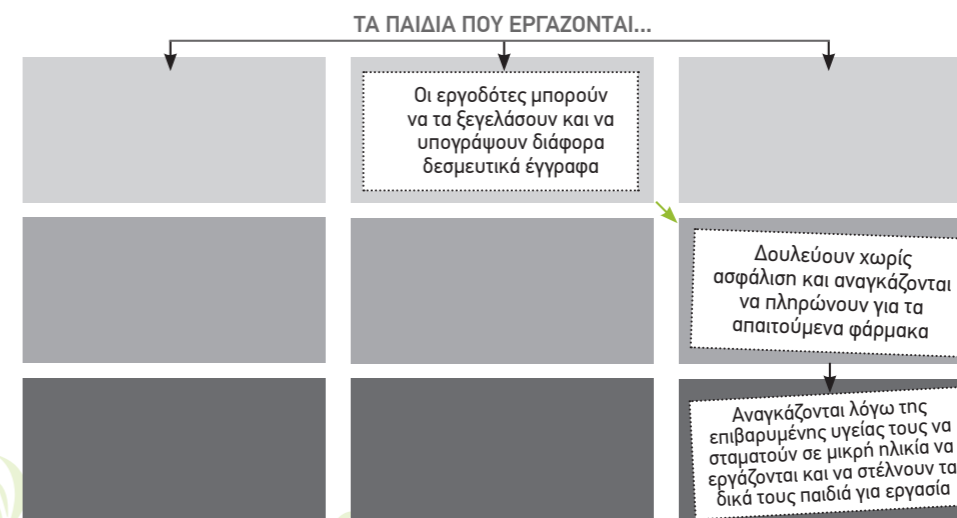 ΤΑ ΠΑΙΔΙΑ ΠΟΥ ΕΡΓΑΖΟΝΤΑΙ...
Οι εργοδότες μπορούν
να τα ξεγελάσουν και να
υπογράψουν διάφορα
δεσμευτικά έγγραφα
Δουλεύουν χωρίς
ασφάλιση και αναγκάζονται
να πληρώνουν για τα
απαιτούμενα φάρμακα
Αναγκάζονται λόγω της
επιβαρυμένης υγείας τους να
σταματούν σε μικρή ηλικία να
εργάζονται και να στέλνουν τα
δικά τους παιδιά για εργασία